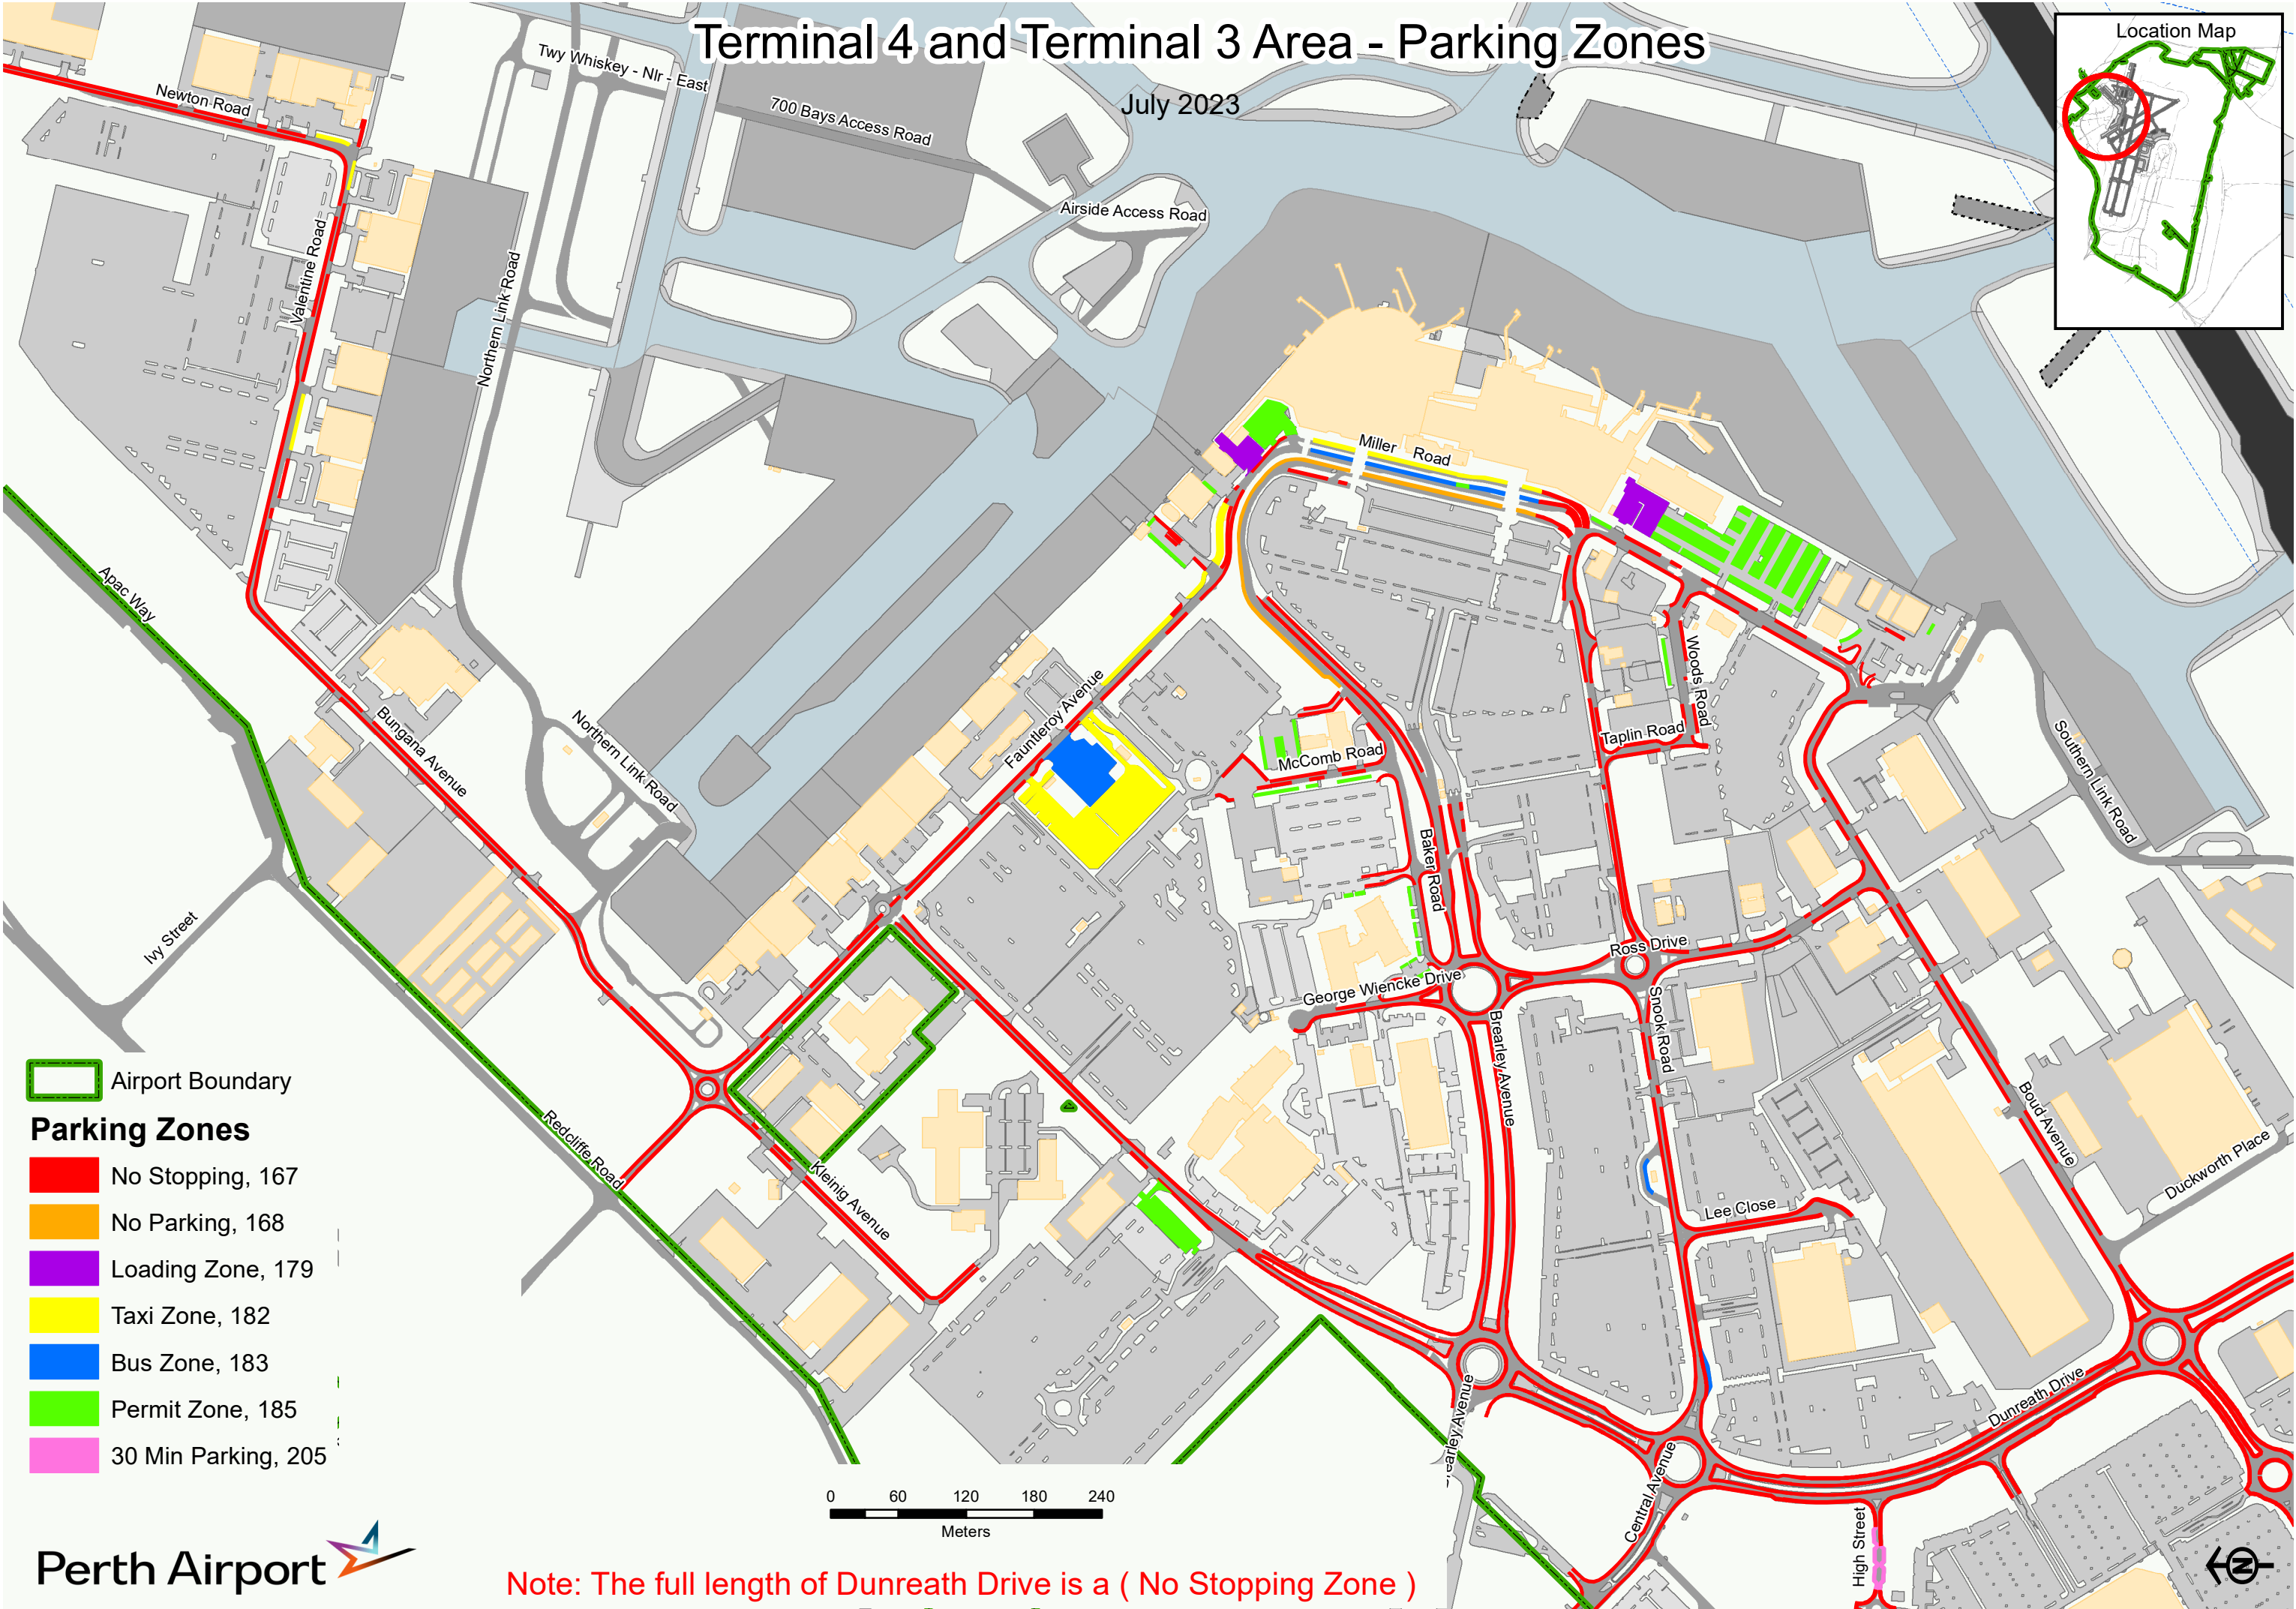 Terminal 4 and Terminal 3 Area - Parking Zones
July 2023
Location Map
Twy Whiskey - Nlr - East
700 Bays Access Road
Newton Road
Airside Access Road
Valentine Road
Northern Link Road
Miller Road
Apac Way
Woods Road
Fauntleroy Avenue
Bungana Avenue
Northern Link Road
Taplin Road
McComb Road
Southern Link Road
Baker Road
Ivy Street
Ross Drive
George Wiencke Drive
Snook Road
Brearley Avenue
Boud Avenue
Redcliffe Road
Kleinig Avenue
Duckworth Place
Lee Close
Dunreath Drive
Central Avenue
High Street
Airport Boundary
Parking Zones
No Stopping, 167
No Parking, 168
Loading Zone, 179
Taxi Zone, 182
Bus Zone, 183
Permit Zone, 185
30 Min Parking, 205
0 60 120 180 240
Meters
Perth Airport
Note: The full length of Dunreath Drive is a ( No Stopping Zone )
N